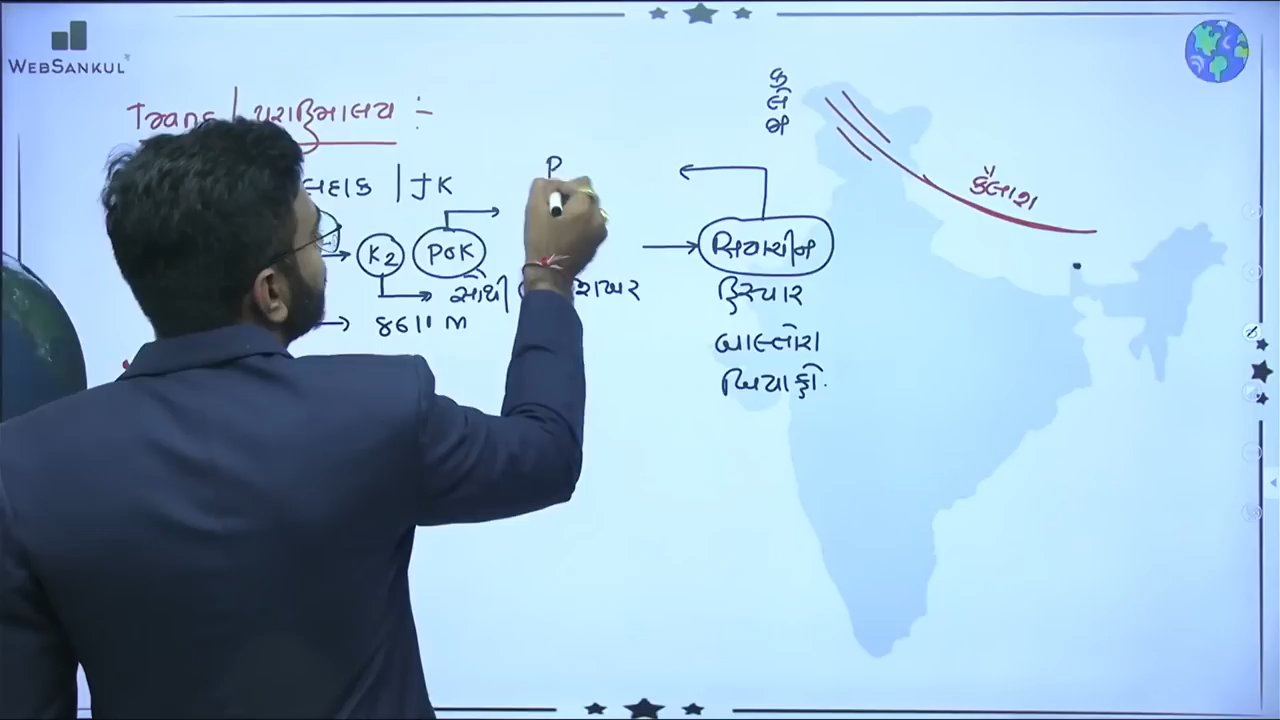 WEBSANKUL
Trans | પરાહિમાલય :-
લદાક | JK
P
K2
PoK
સૌથી
8611 m
ક
લે
જ
કૈલાશ
સિયાચીન
હિસ્પાર
બાલ્તોરા
બિયાફો.